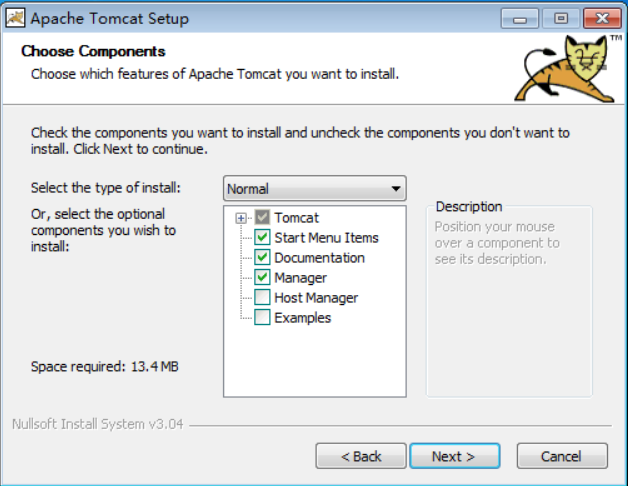 Apache Tomcat Setup
Choose Components
Choose which features of Apache Tomcat you want to install.
TM
Check the components you want to install and uncheck the components you don't want to
install. Click Next to continue.
Select the type of install:
Normal
Or, select the optional
components you wish to
install:
Tomcat
Start Menu Items
Documentation
Manager
Host Manager
Examples
Description
Position your mouse
over a component to
see its description.
Space required: 13.4 MB
Nullsoft Install System v3.04
< Back
Next >
Cancel